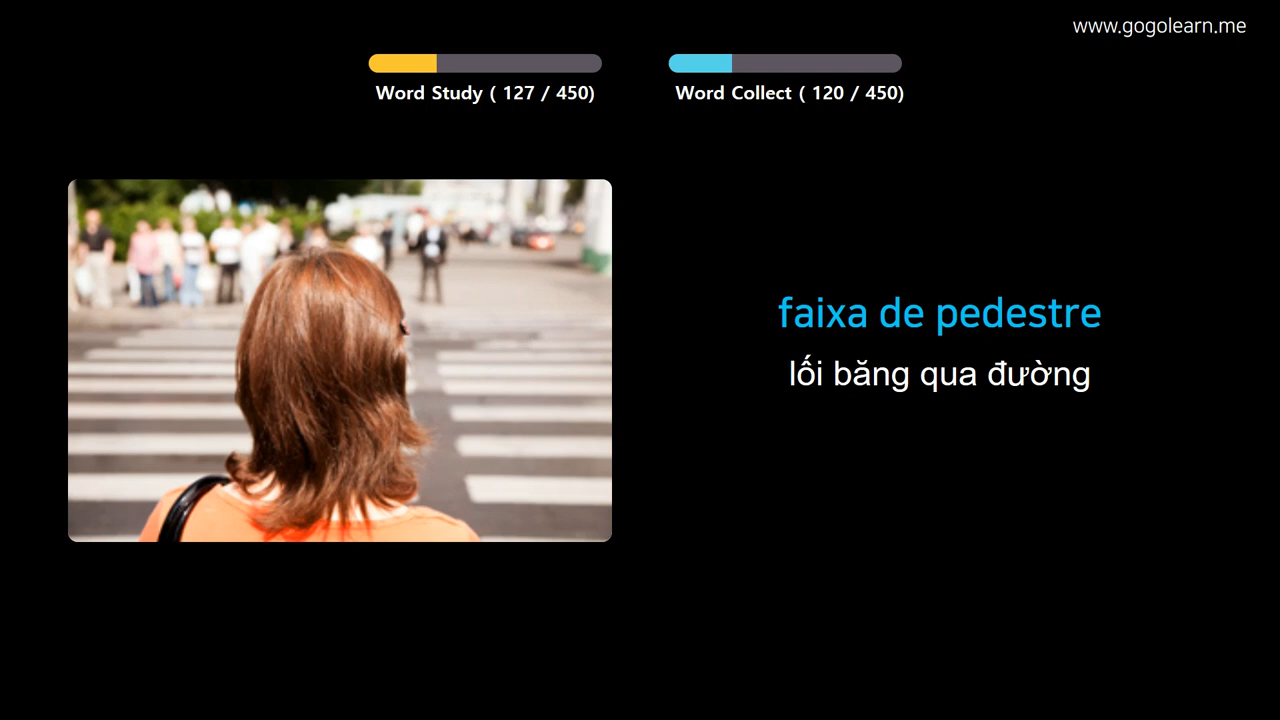 www.gogolearn.me
Word Study ( 127 / 450)
Word Collect ( 120 / 450)
faixa de pedestre
lối băng qua đường